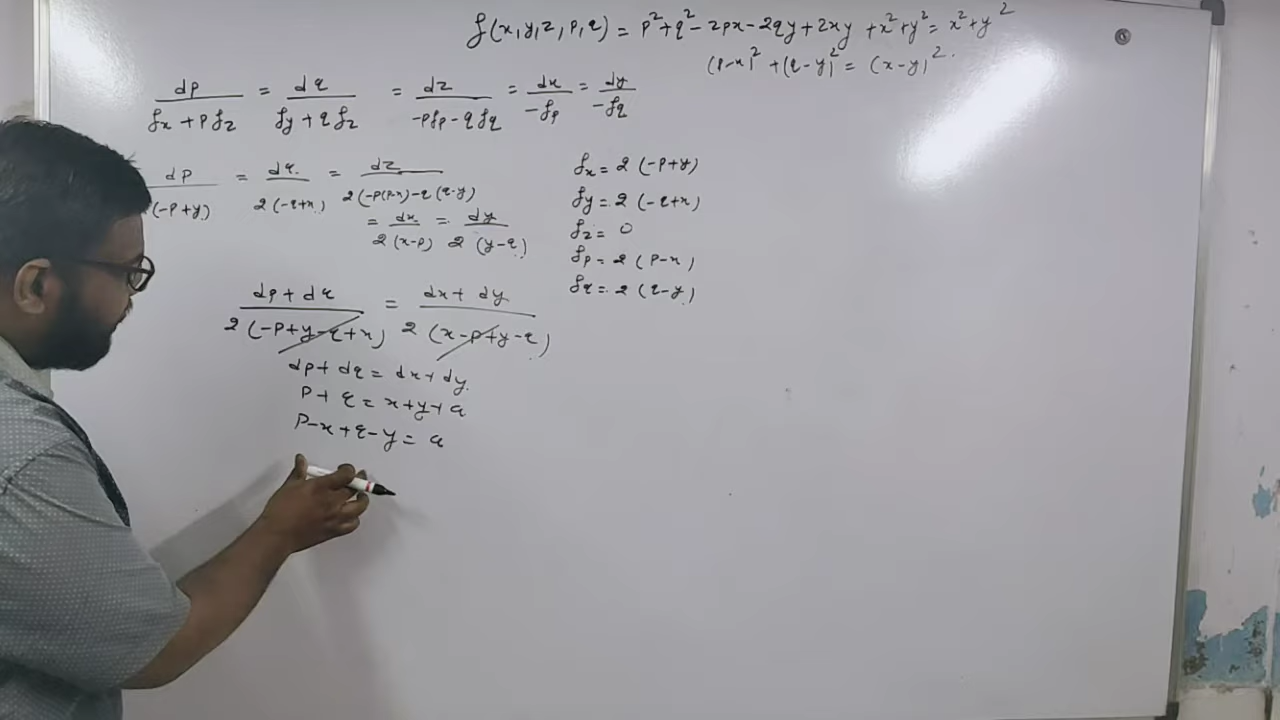 f(x,y,z,p,q) = p²+q²-2px-2qy+2xy+x²+y²=x²+y²
(p-x)²+(q-y)²=(x-y)².
dp/(fx+pfz) = dq/(fy+qfz) = dz/(-pfp-qfq) = dx/-fp = dy/-fq
dp/(-p+y) = dq/2(-q+x) = dz/2(-p(p-x)-q(q-y)
= dx/2(x-p) = dy/2(y-q)
fx = 2(-p+y)
fy = 2(-q+x)
fz = 0
fp = 2(p-x)
fq = 2(q-y)
dp+dq/2(-p+y-q+x) = dx+dy/2(x-p+y-q)
dp+dq = dx+dy.
p+q = x+y+a
p-x+q-y = a